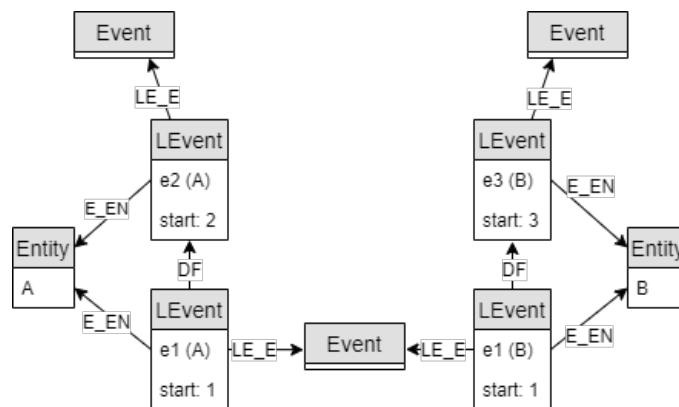 Event
Event
LE_E
LE_E
LEvent
e2 (A)
start: 2
LEvent
e3 (B)
start: 3
E_EN
E_EN
Entity
A
Entity
B
DF
DF
E_EN
LEvent
e1 (A)
start: 1
LE_E
Event
LE_E
LEvent
e1 (B)
start: 1
E_EN